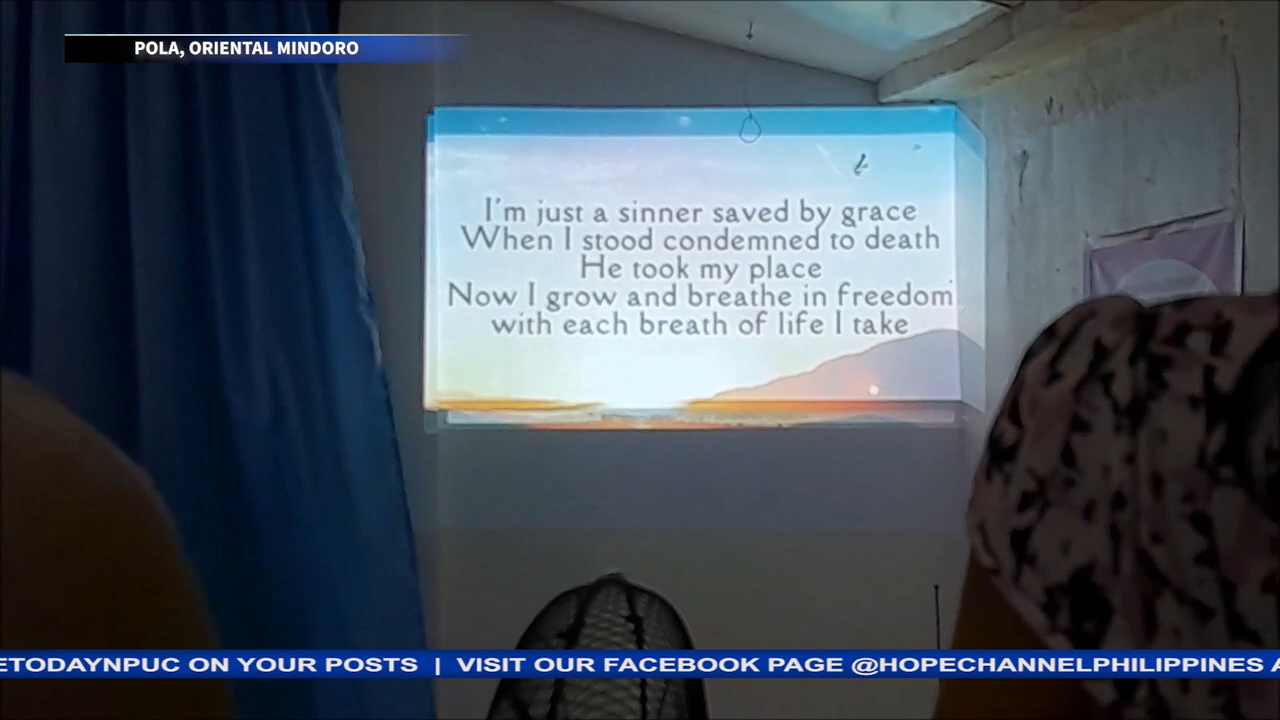 POLA, ORIENTAL MINDORO
I'm just a sinner saved by grace
When I stood condemned to death
He took my place
Now I grow and breathe in freedom
with each breath of life I take
ETODAYNPUC ON YOUR POSTS | VISIT OUR FACEBOOK PAGE @HOPECHANNELPHILIPPINES A